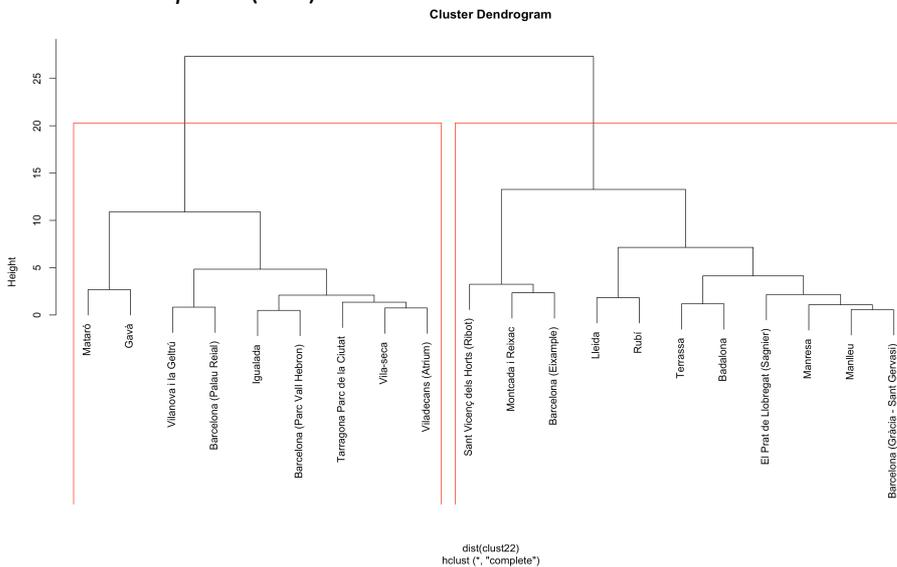 Cluster Dendrogram
Height
25
20
15
10
5
0
Mataró
Gavà
Vilanova i la Geltrú
Barcelona (Palau Reial)
Igualada
Barcelona (Parc Vall Hebron)
Tarragona Parc de la Ciutat
Vila-seca
Viladecans (Atrium)
Sant Vicenç dels Horts (Ribot)
Montcada i Reixac
Barcelona (Eixample)
Lleida
Rubí
Terrassa
Badalona
El Prat de Llobregat (Sagnier)
Manresa
Manlleu
Barcelona (Gràcia - Sant Gervasi)
dist(clust22)
hclust (*, "complete")